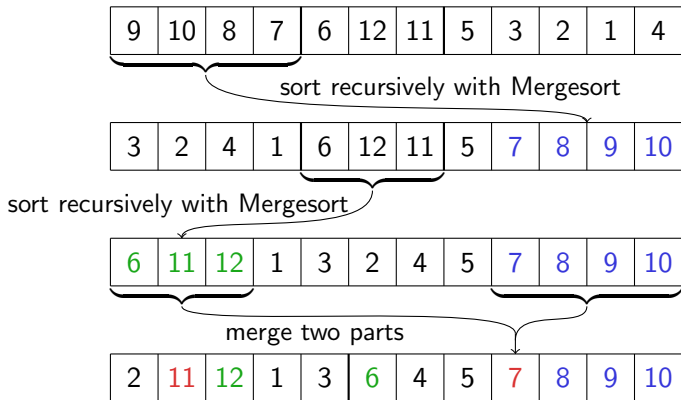 9 10 8 7 6 12 11 5 3 2 1 4
sort recursively with Mergesort
3 2 4 1 6 12 11 5 7 8 9 10
sort recursively with Mergesort
6 11 12 1 3 2 4 5 7 8 9 10
merge two parts
2 11 12 1 3 6 4 5 7 8 9 10